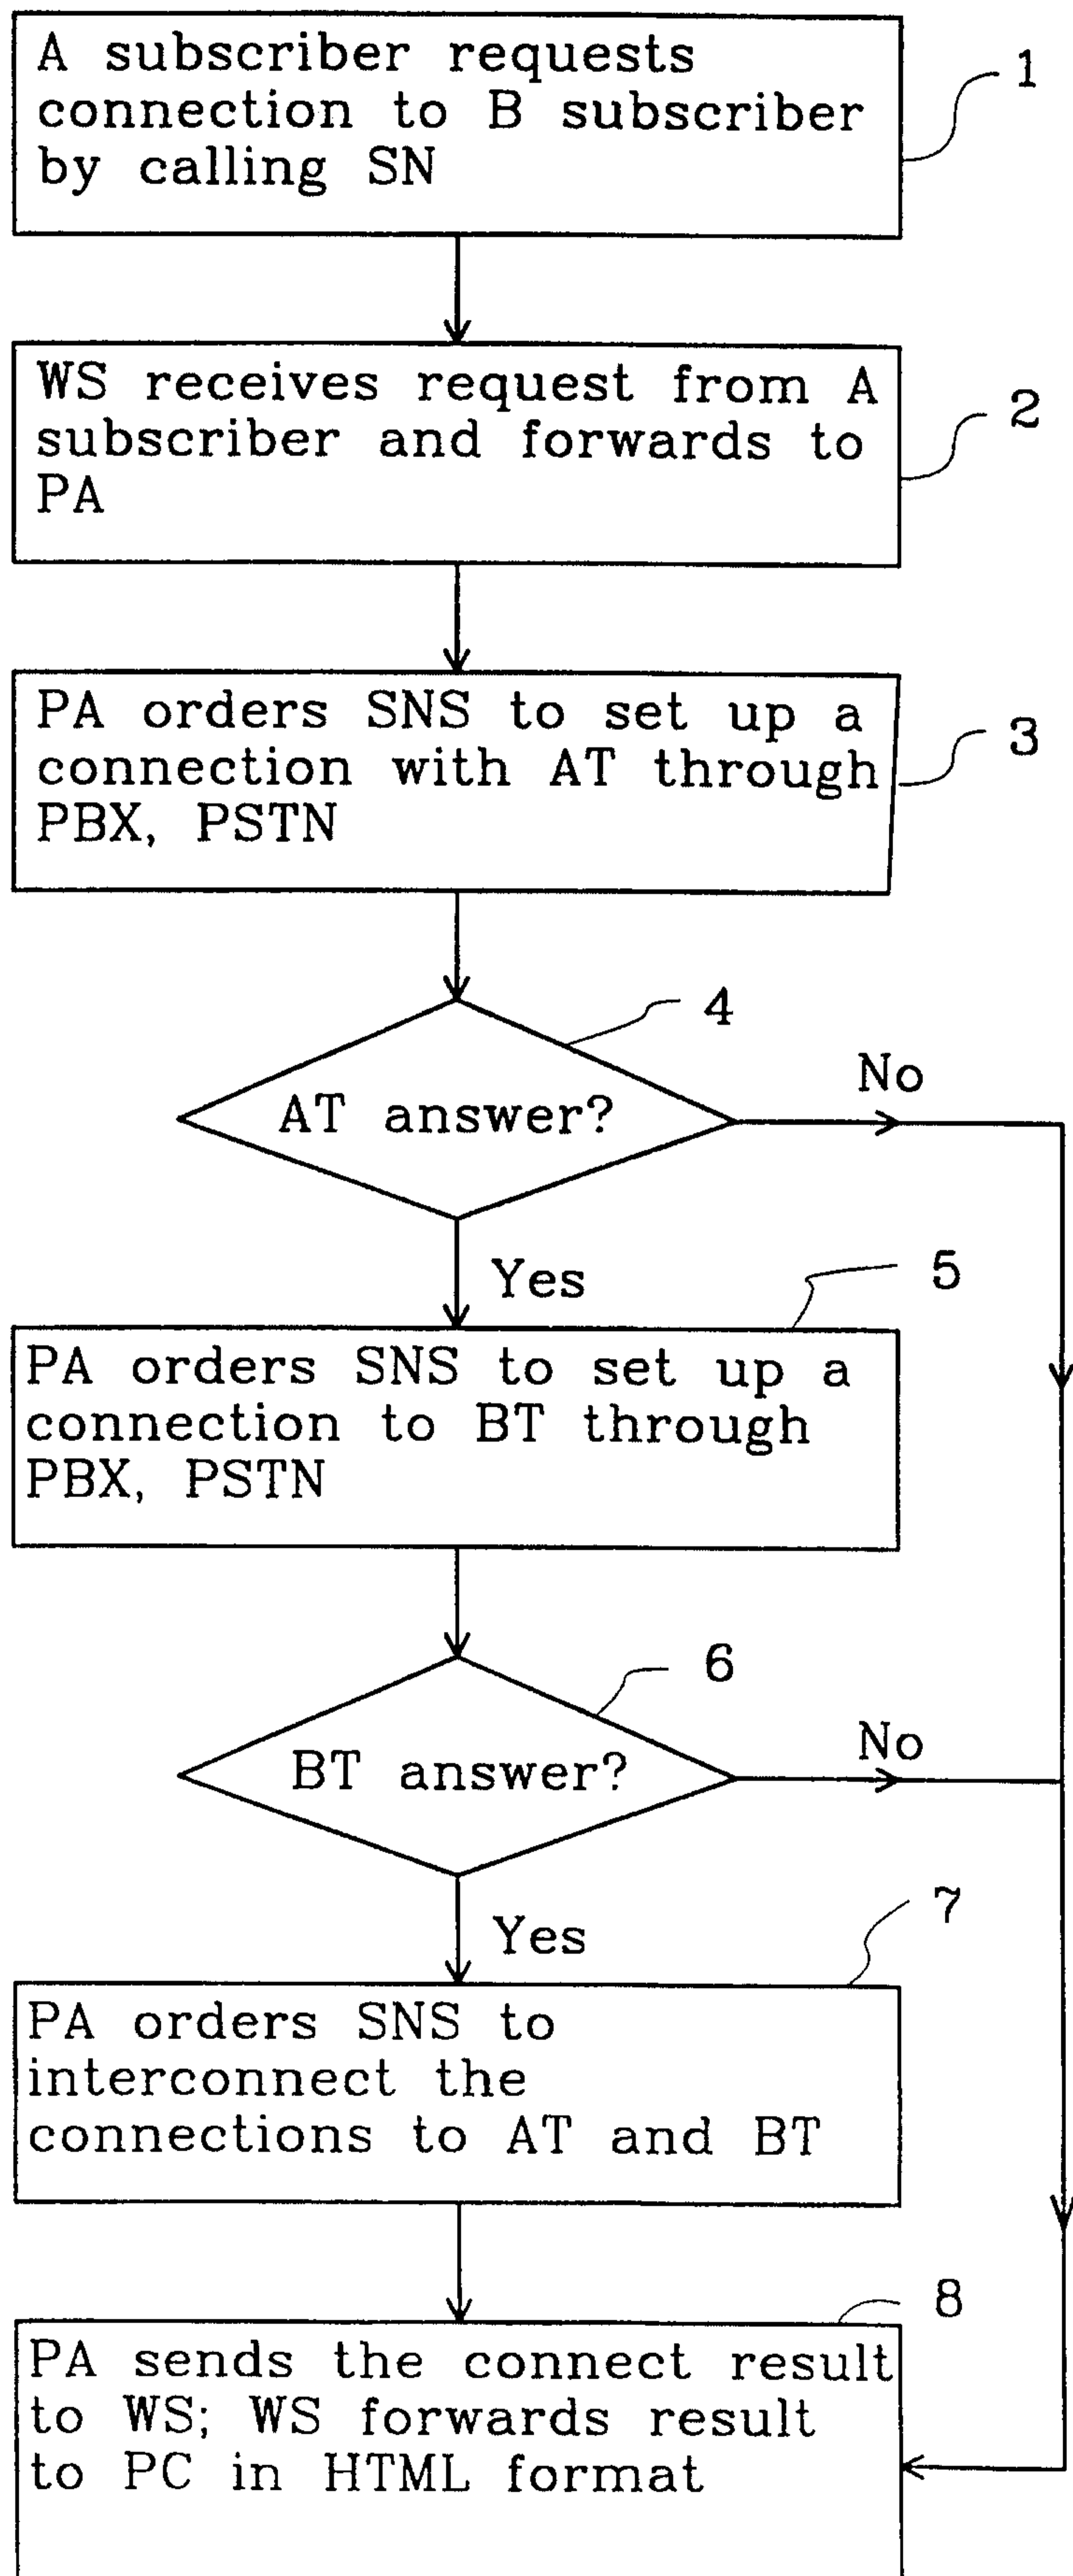 A subscriber requests
connection to B subscriber
by calling SN
1
WS receives request from A
subscriber and forwards to
PA
2
PA orders SNS to set up a
connection with AT through
PBX, PSTN
3
4
AT answer?
No
Yes
5
PA orders SNS to set up a
connection to BT through
PBX, PSTN
6
BT answer?
No
Yes
7
PA orders SNS to
interconnect the
connections to AT and BT
8
PA sends the connect result
to WS; WS forwards result
to PC in HTML format